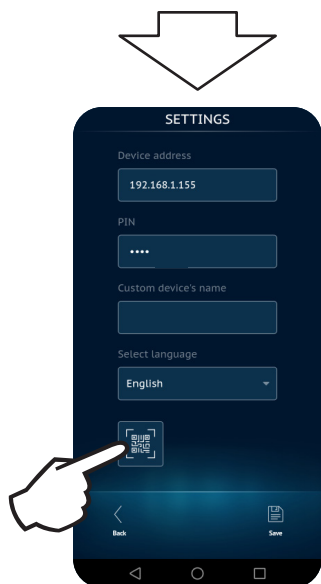 SETTINGS
Device address
192.168.1.155
PIN
••••
Custom device's name
Select language
English
Back
Save